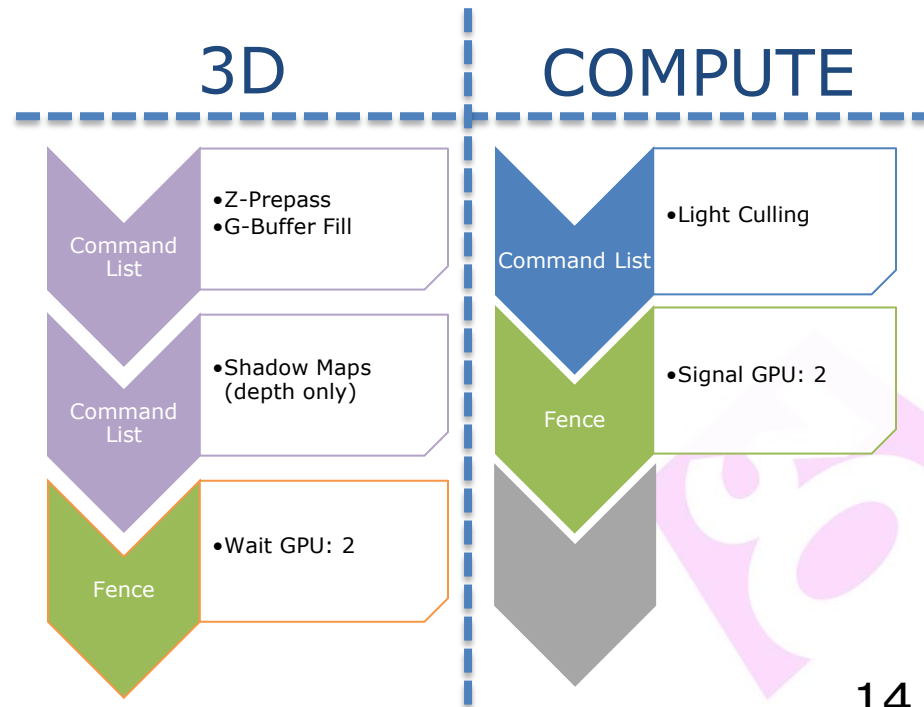 3D
COMPUTE
Command
List
•Z-Prepass
•G-Buffer Fill
Command
List
•Shadow Maps
(depth only)
Fence
•Wait GPU: 2
Command List
•Light Culling
Fence
•Signal GPU: 2
14